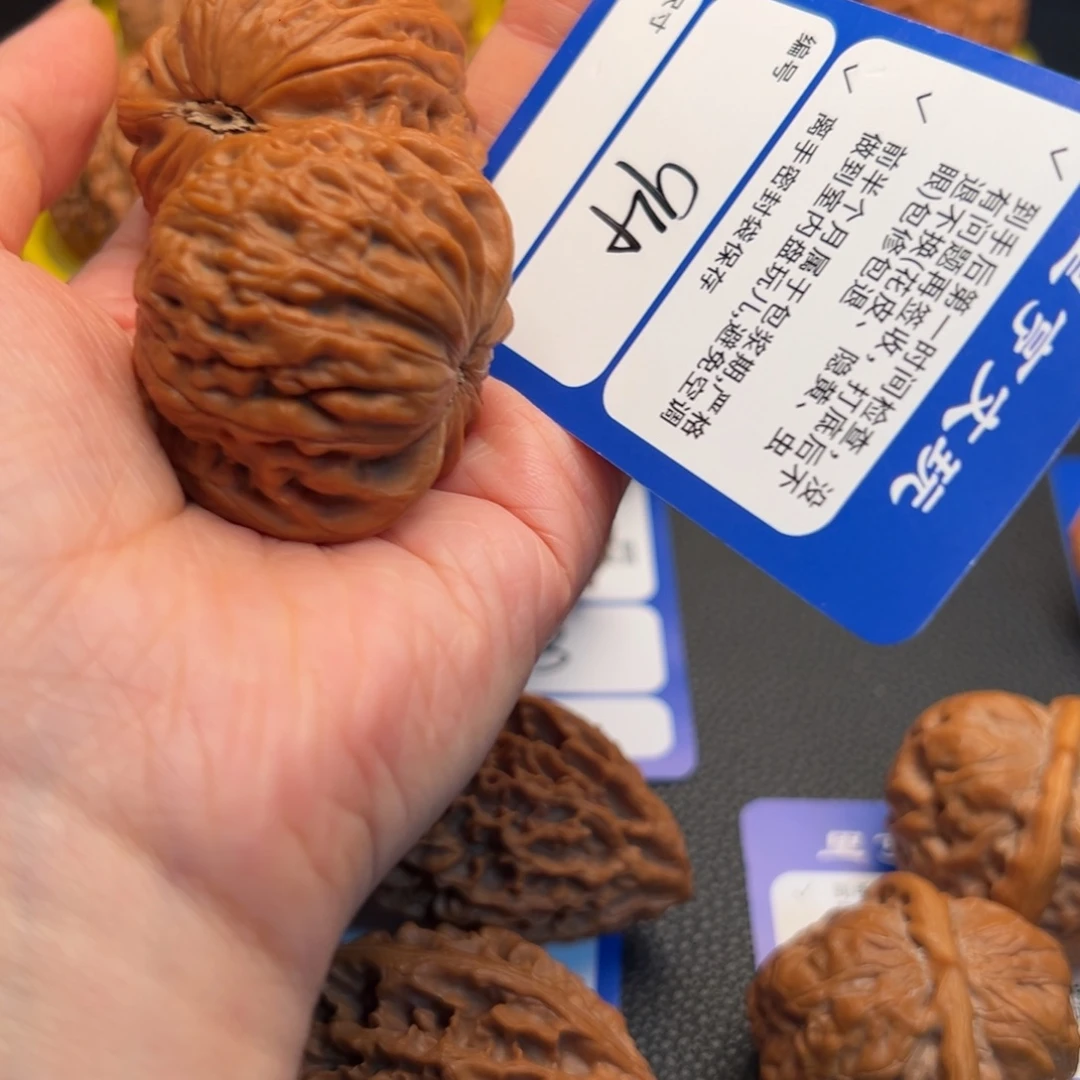 亭文玩
到手后第一时间检查,没
有问题再签收,打底后不
退不换(花皮、隐黄、虫
眼)包修包退、
前半个月属于包浆期,严格
做到室内盘玩儿,避免空调
离手密封袋保存
编号
94
尺寸